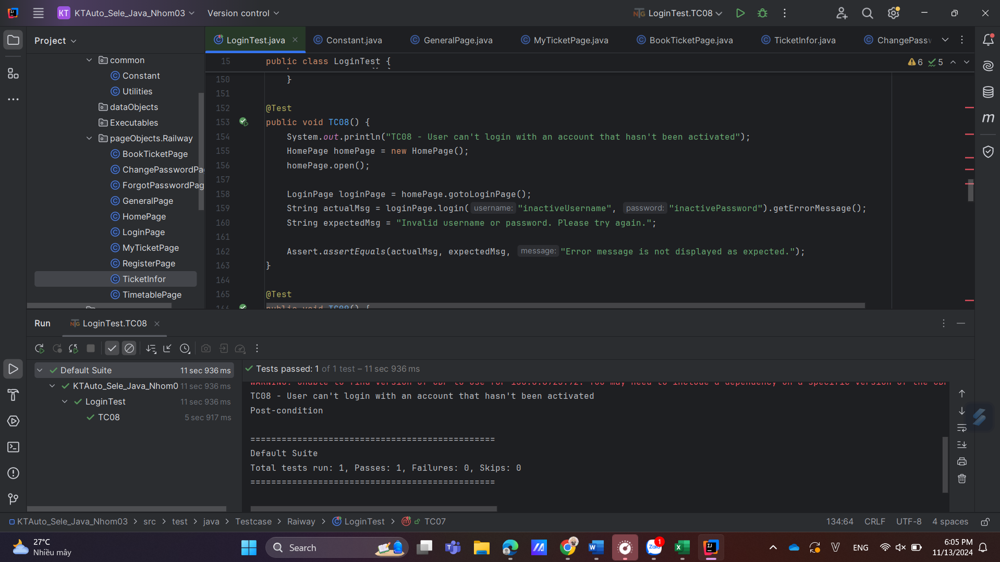 KT KTAuto_Sele_Java_Nhom03 Version control LoginTest.TC08
Project LoginTest.java Constant.java GeneralPage.java MyTicketPage.java BookTicketPage.java TicketInfor.java ChangePassw
common
Constant
Utilities
dataObjects
Executables
pageObjects.Railway
BookTicketPage
ChangePasswordPa
ForgotPasswordPag
GeneralPage
HomePage
LoginPage
MyTicketPage
RegisterPage
TicketInfor
TimetablePage
15 public class LoginTest { 6 5
150 }
151
152 @Test
153 public void TC08() {
154 System.out.println("TC08 - User can't login with an account that hasn't been activated");
155 HomePage homePage = new HomePage();
156 homePage.open();
157
158 LoginPage loginPage = homePage.gotoLoginPage();
159 String actualMsg = loginPage.login( username: "inactiveUsername", password: "inactivePassword").getErrorMessage();
160 String expectedMsg = "Invalid username or password. Please try again.";
161
162 Assert.assertEquals(actualMsg, expectedMsg, message: "Error message is not displayed as expected.");
163 }
164
165 @Test
166 public void TC09() {
Run LoginTest.TC08
Default Suite 11 sec 936 ms
KTAuto_Sele_Java_Nhom0 11 sec 936 ms
LoginTest 11 sec 936 ms
TC08 5 sec 917 ms
Tests passed: 1 of 1 test – 11 sec 936 ms
TC08 - User can't login with an account that hasn't been activated
Post-condition
===============================================
Default Suite
Total tests run: 1, Passes: 1, Failures: 0, Skips: 0
===============================================
KTAuto_Sele_Java_Nhom03 > src > test > java > Testcase > Raiway > LoginTest > TC07 134:64 CRLF UTF-8 4 spaces
27°C
Nhiều mây
Search
1
ENG
6:05 PM
11/13/2024